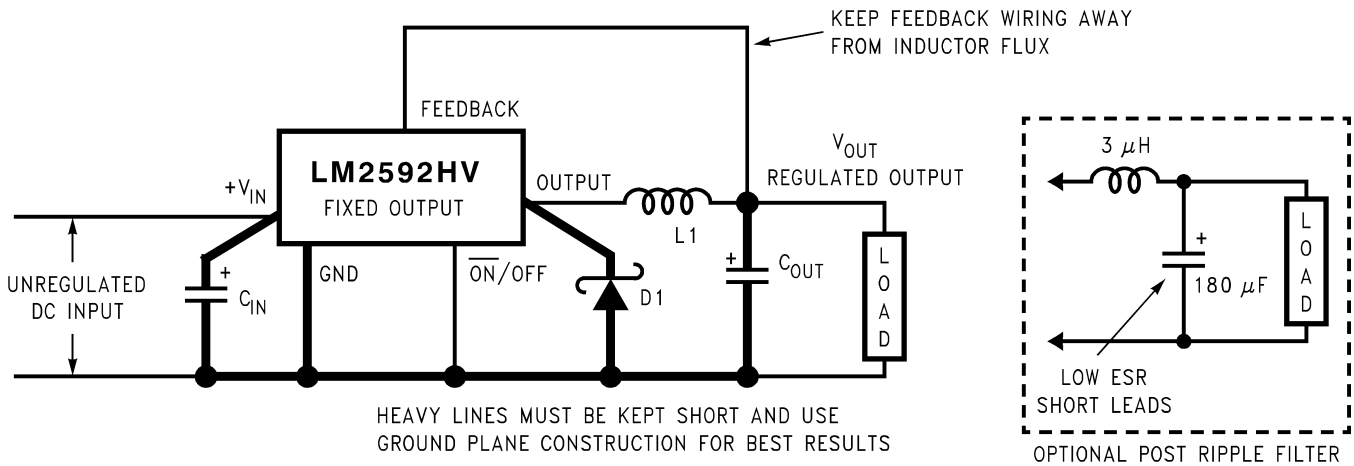 KEEP FEEDBACK WIRING AWAY
FROM INDUCTOR FLUX
FEEDBACK
LM2592HV
FIXED OUTPUT
+VIN
OUTPUT
L1
VOUT
REGULATED OUTPUT
UNREGULATED
DC INPUT
+
CIN
GND
ON/OFF
D1
+
COUT
LOAD
HEAVY LINES MUST BE KEPT SHORT AND USE
GROUND PLANE CONSTRUCTION FOR BEST RESULTS
3 μH
+
180 μF
LOAD
LOW ESR
SHORT LEADS
OPTIONAL POST RIPPLE FILTER